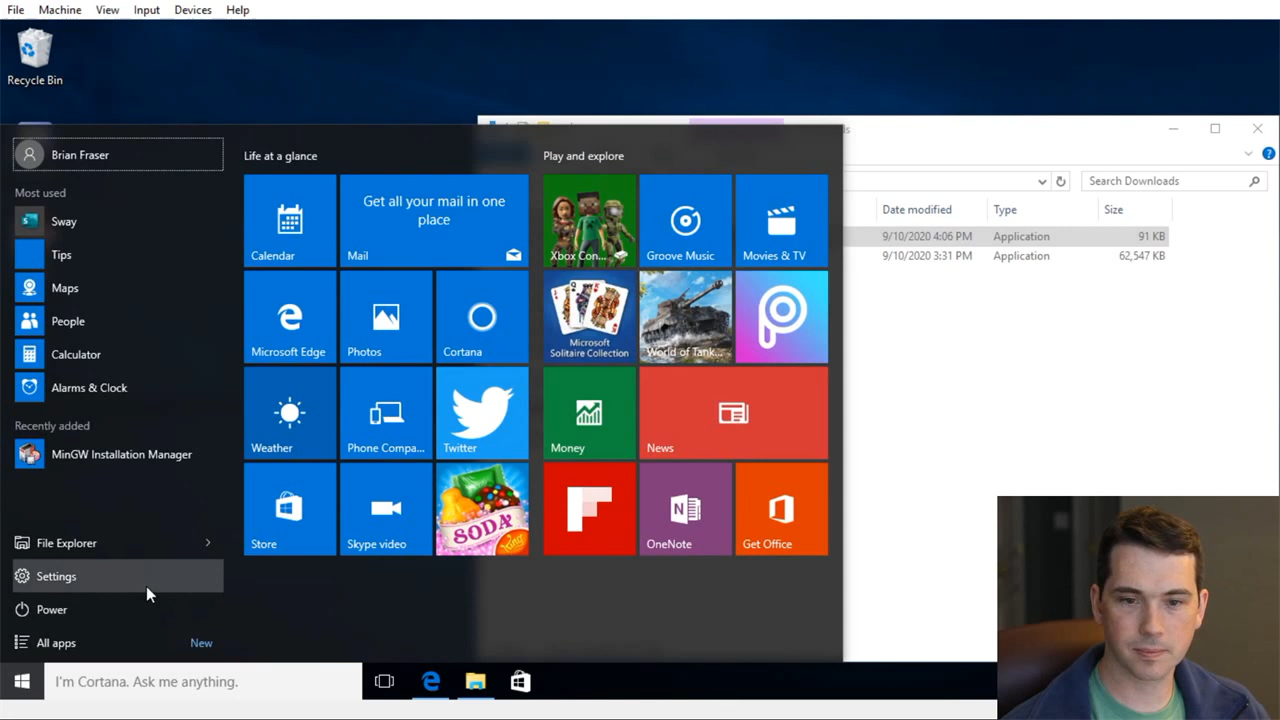 File Machine View Input Devices Help
Recycle Bin
Brian Fraser
Most used
Sway
Tips
Maps
People
Calculator
Alarms & Clock
Recently added
MinGW Installation Manager
File Explorer
Settings
Power
All apps New
Life at a glance
Calendar
Get all your mail in one
place
Mail
Microsoft Edge
Photos
Cortana
Weather
Phone Compa...
Twitter
Store
Skype video
SODA
Play and explore
Xbox Con...
Groove Music
Movies & TV
Microsoft
Solitaire Collection
World of Tank...
Money
News
OneNote
Get Office
Search Downloads
Date modified Type Size
9/10/2020 4:06 PM Application 91 KB
9/10/2020 3:31 PM Application 62,547 KB
I'm Cortana. Ask me anything.